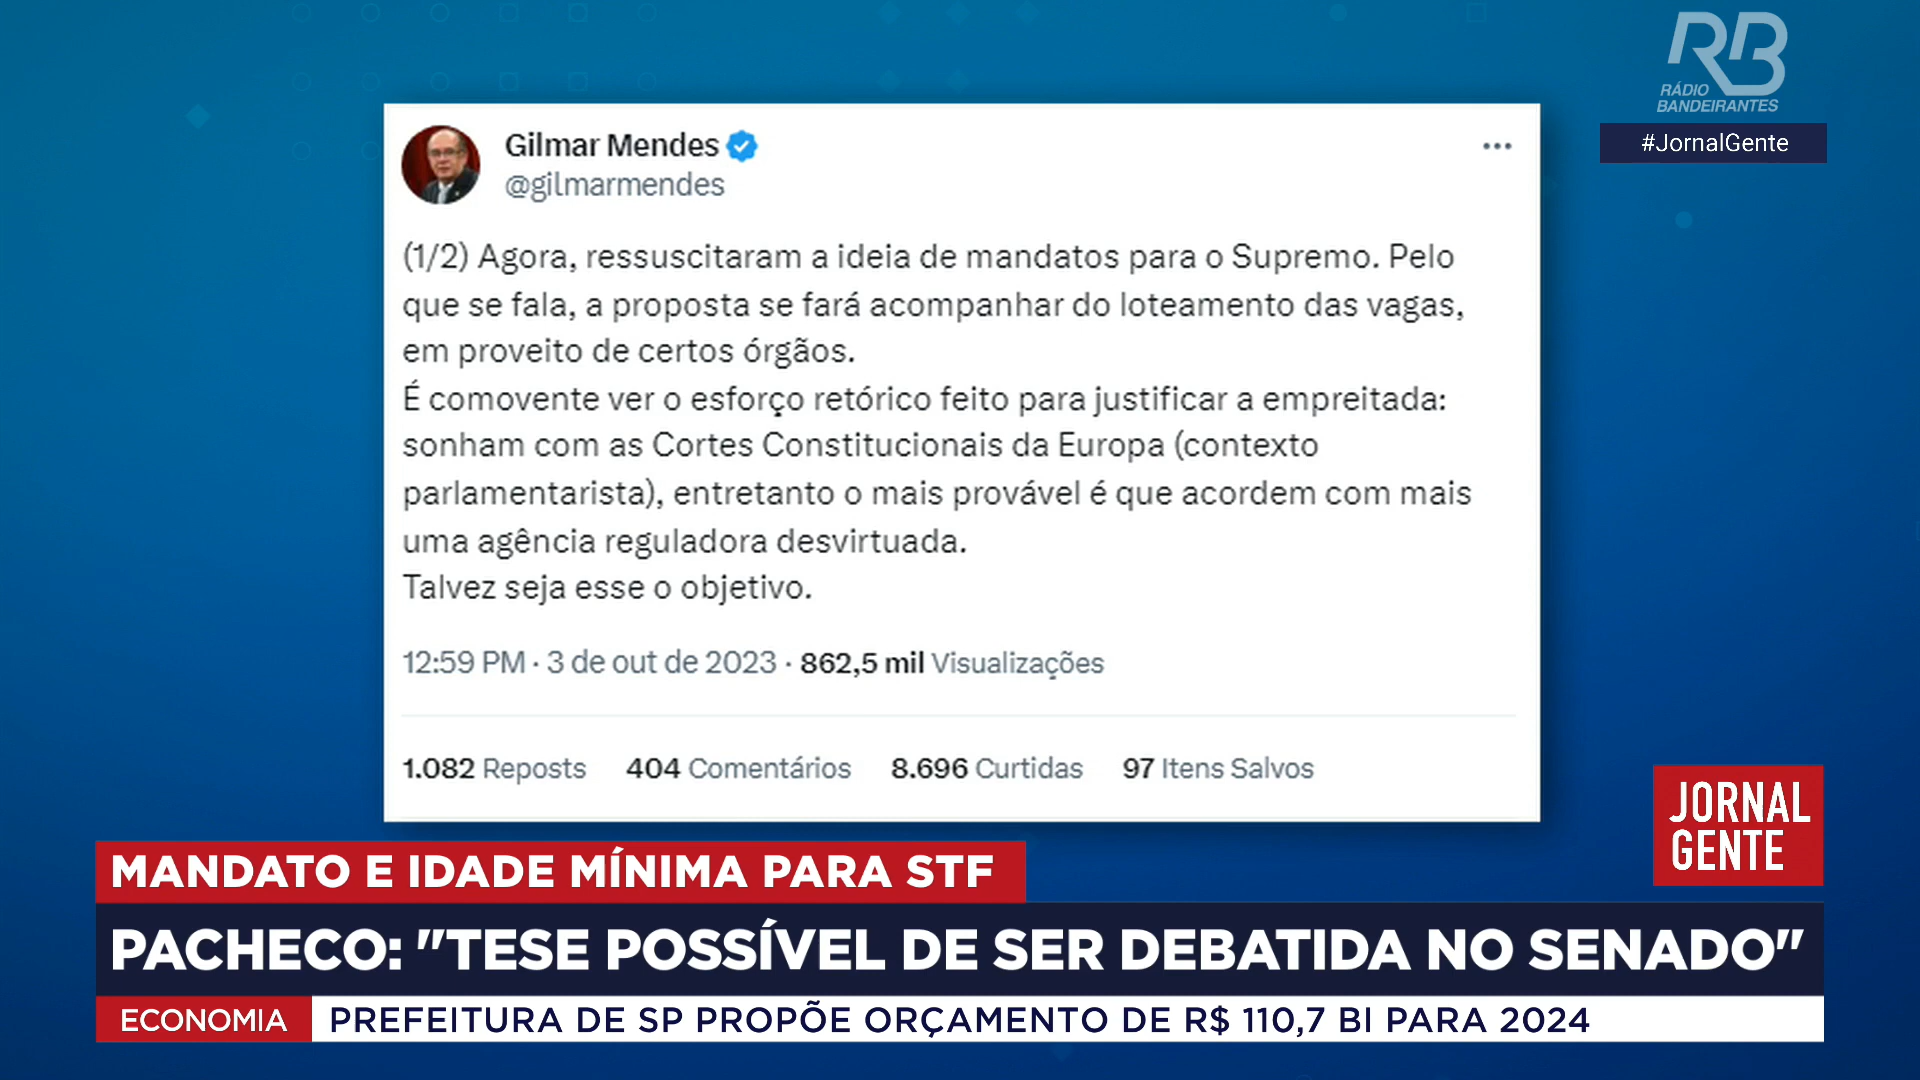 RB
RÁDIO
BANDEIRANTES
#JornalGente
Gilmar Mendes
@gilmarmendes
(1/2) Agora, ressuscitaram a ideia de mandatos para o Supremo. Pelo
que se fala, a proposta se fará acompanhar do loteamento das vagas,
em proveito de certos órgãos.
É comovente ver o esforço retórico feito para justificar a empreitada:
sonham com as Cortes Constitucionais da Europa (contexto
parlamentarista), entretanto o mais provável é que acordem com mais
uma agência reguladora desvirtuada.
Talvez seja esse o objetivo.
12:59 PM · 3 de out de 2023 · 862,5 mil Visualizações
1.082 Reposts 404 Comentários 8.696 Curtidas 97 Itens Salvos
JORNAL
GENTE
MANDATO E IDADE MÍNIMA PARA STF
PACHECO: "TESE POSSÍVEL DE SER DEBATIDA NO SENADO"
ECONOMIA PREFEITURA DE SP PROPÕE ORÇAMENTO DE R$ 110,7 BI PARA 2024